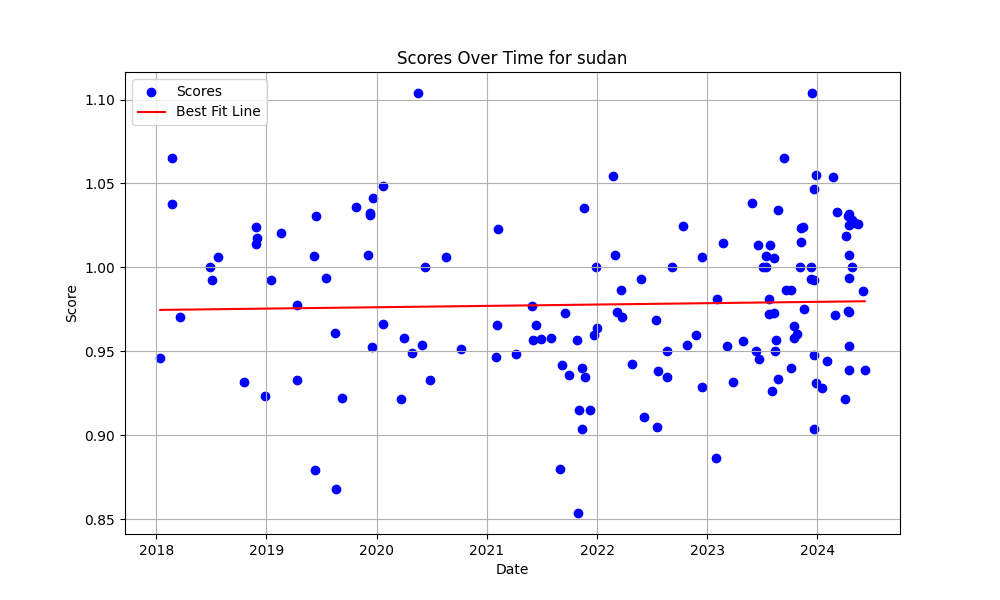 Scores Over Time for sudan
Scores
Best Fit Line
Score
1.10
1.05
1.00
0.95
0.90
0.85
2018 2019 2020 2021 2022 2023 2024
Date